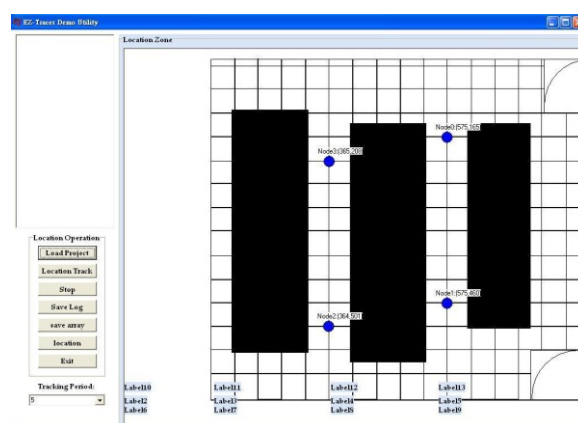 EZ-Tracer Demo Utility
Location Zone
Node0:(575,165
Node3:(365,208
Node1:(575,460
Node2:(364,501
Location Operation
Load Project
Location Track
Stop
Save Log
save array
location
Exit
Tracking Period:
5
Label10 Label11 Label12 Label13
Label2 Label3 Label4 Label5
Label6 Label7 Label8 Label9